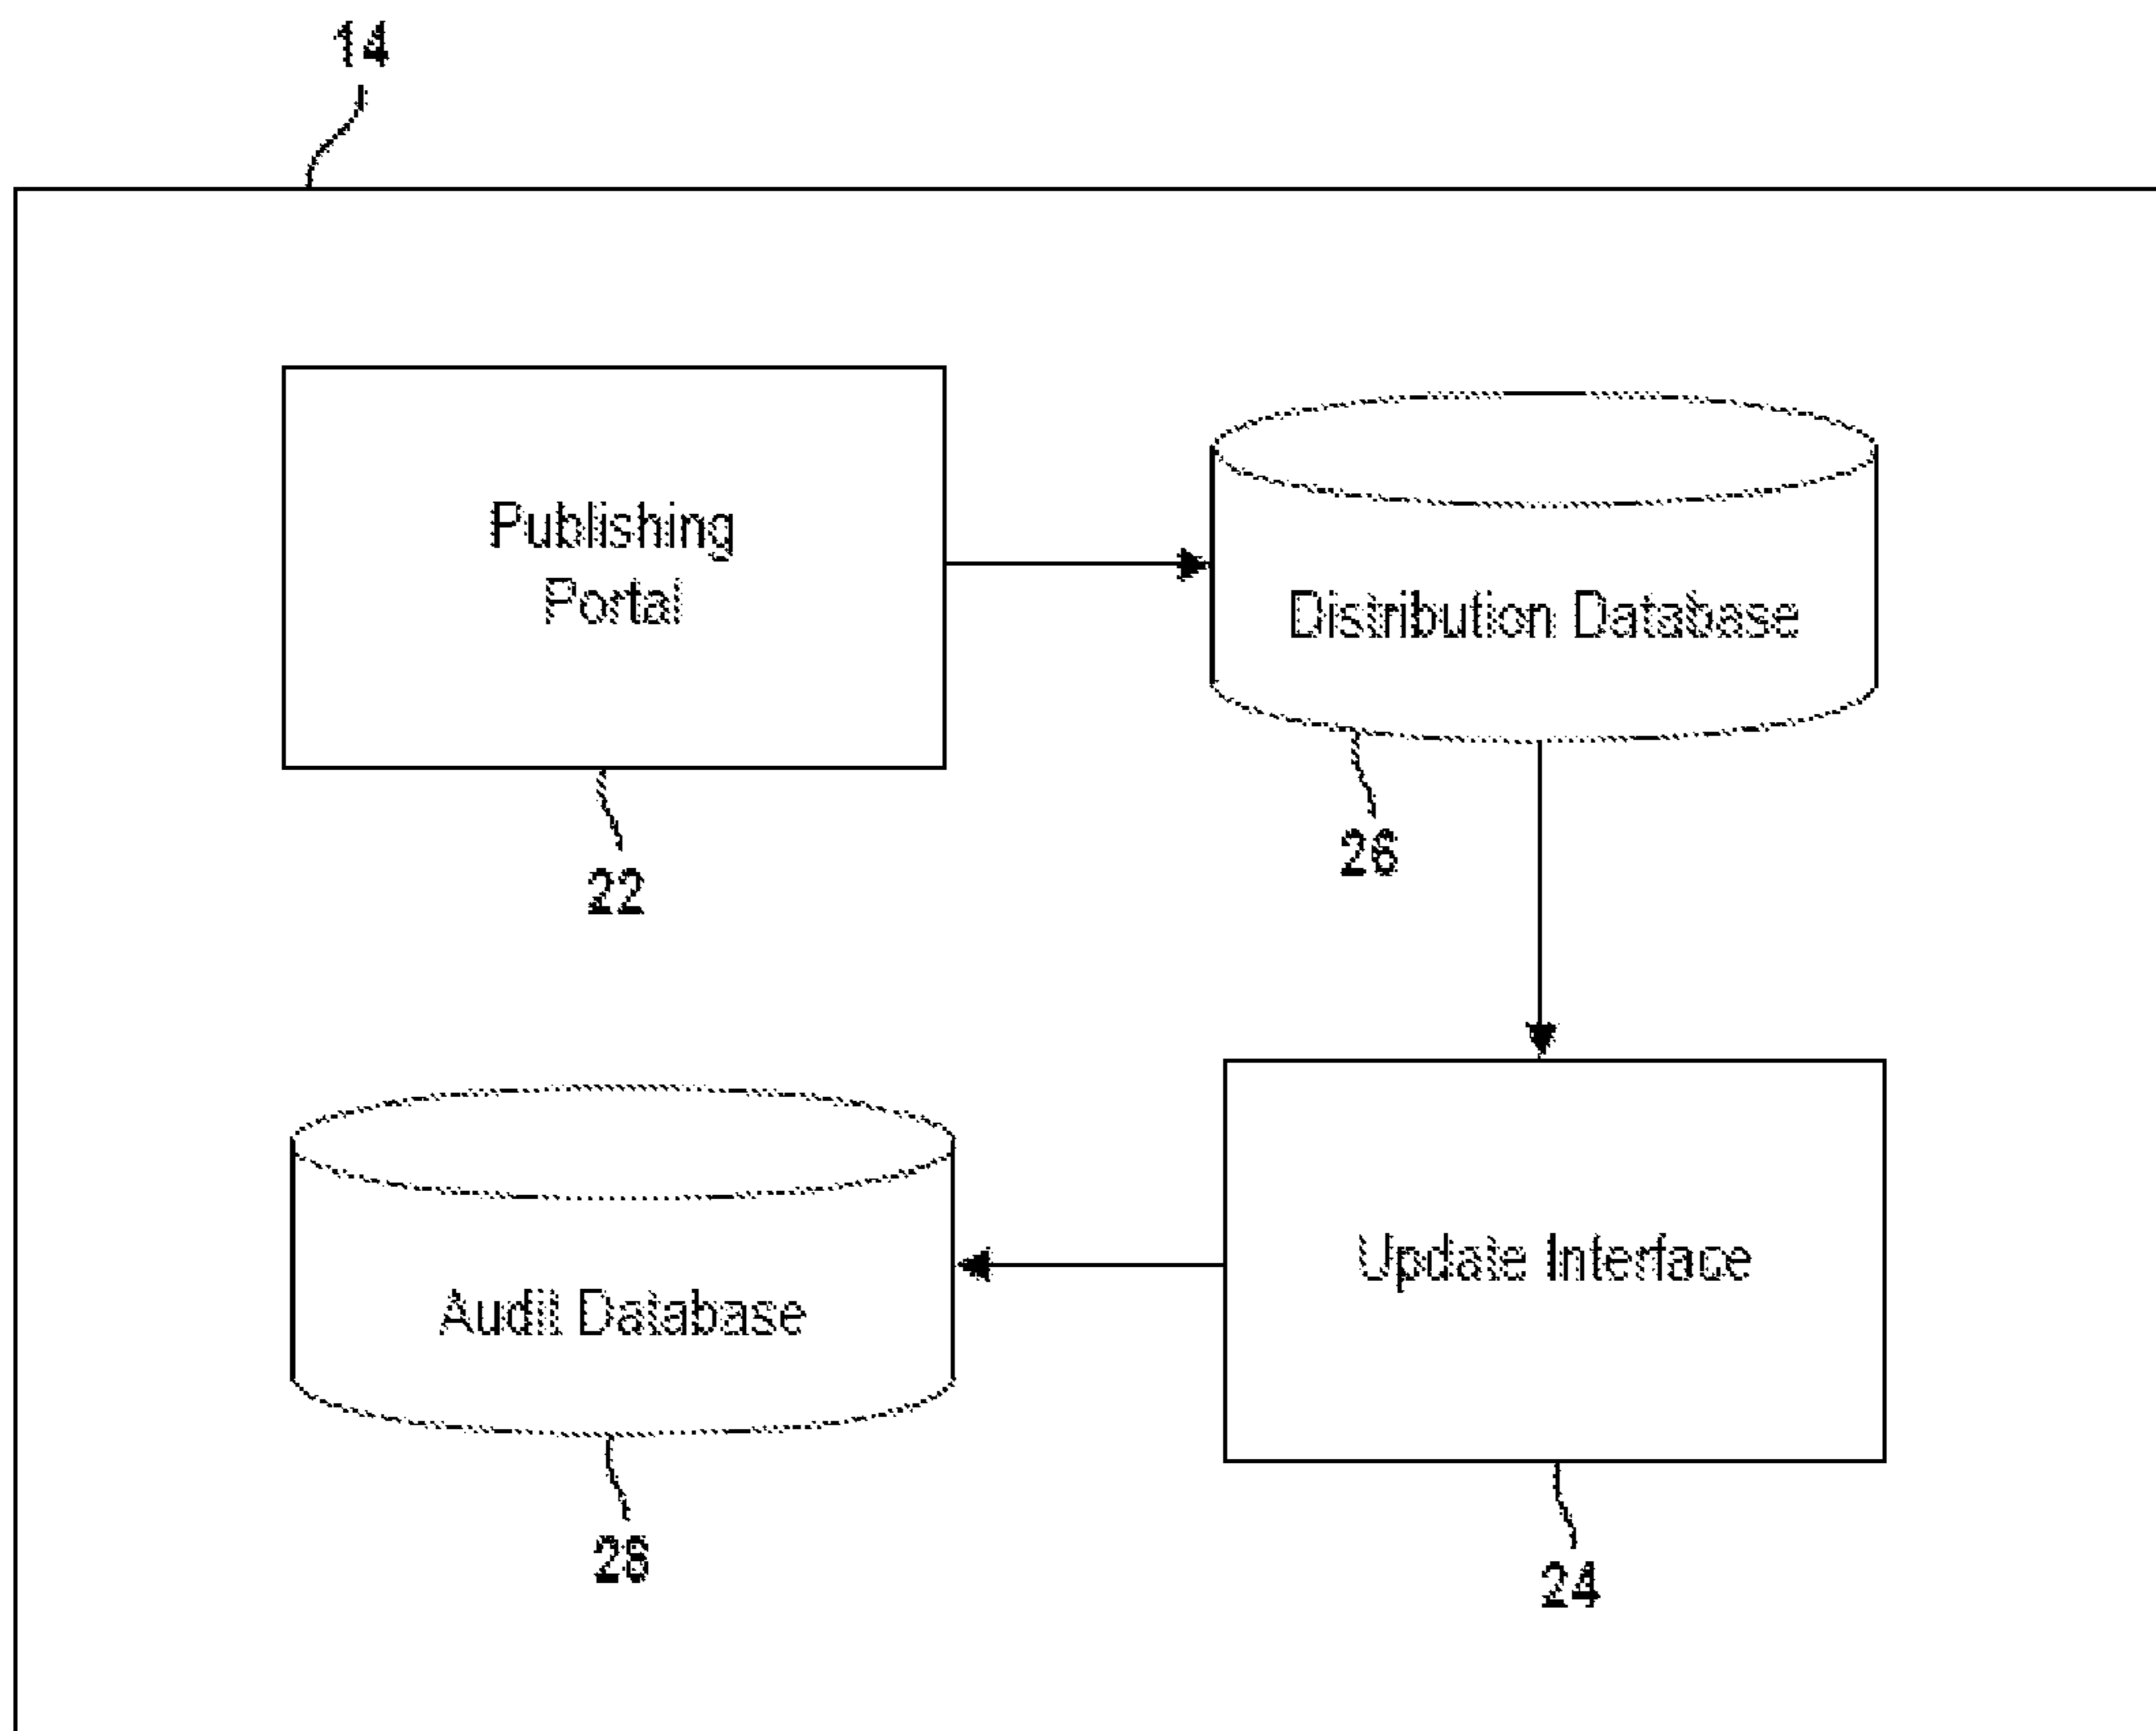 14
Publishing
Portal
Distribution Database
22
26
Audit Database
Update Interface
28
24